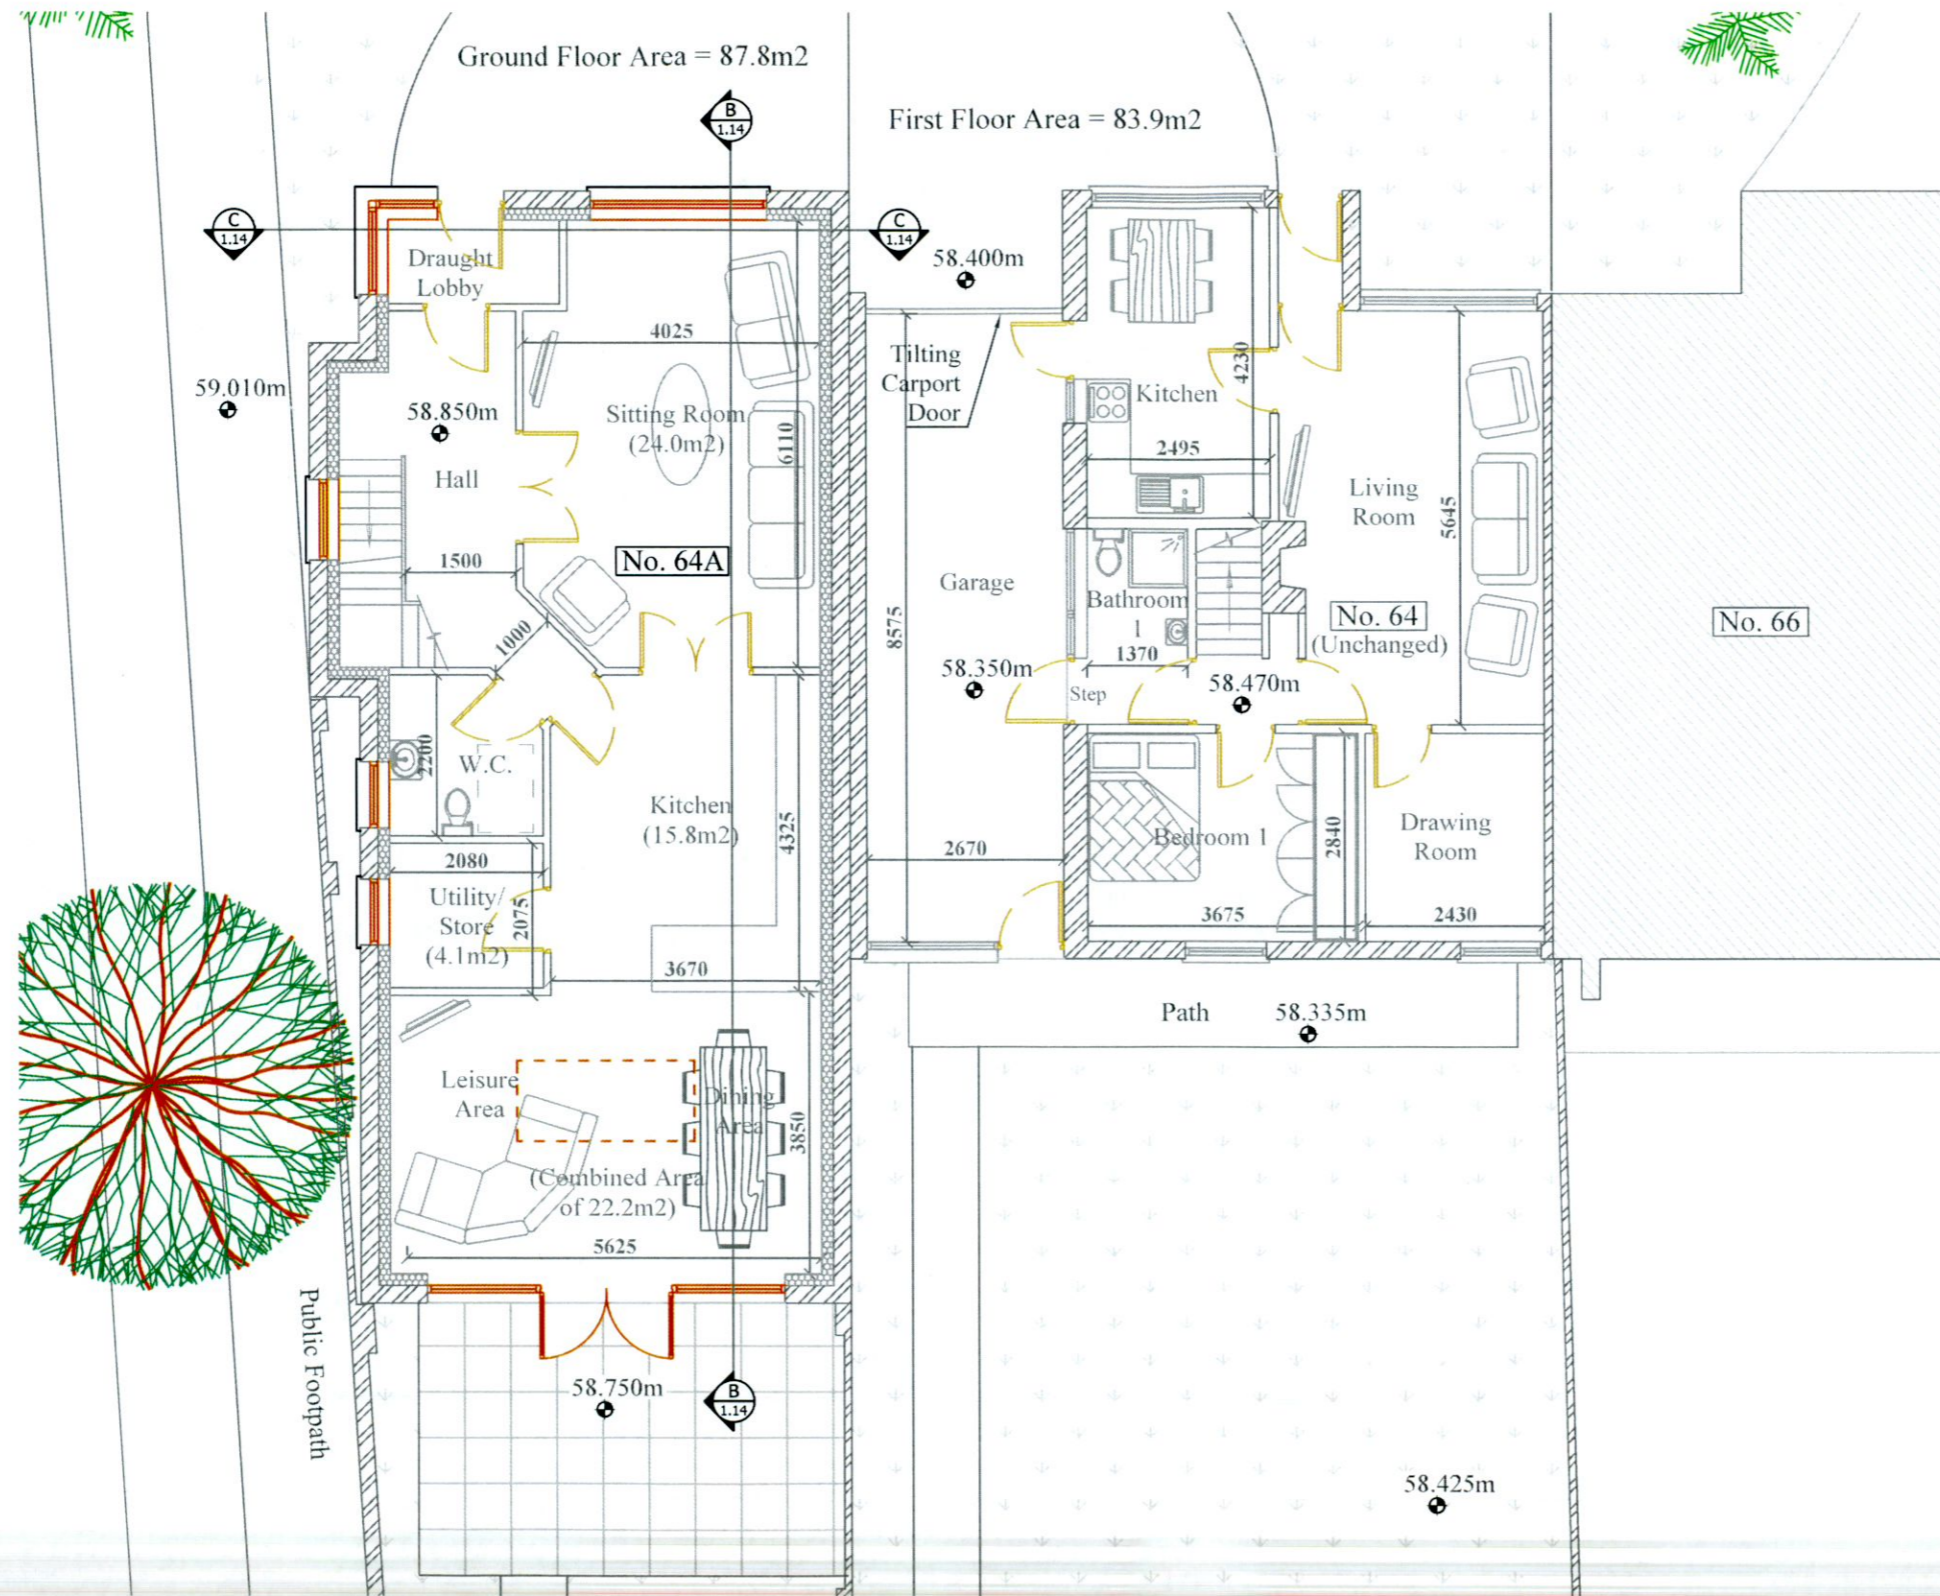 Ground Floor Area = 87.8m2
First Floor Area = 83.9m2
B
1.14
C
1.14
C
1.14
Draught
Lobby
58.400m
4025
Tilting
Carport
Door
4230
Kitchen
59.010m
58.850m
Sitting Room
(24.0m2)
6110
2495
Hall
Living
Room
5645
1500
No. 64A
Garage
8575
Bathroom
1
No. 64
(Unchanged)
No. 66
1000
1370
58.350m
Step
58.470m
2200
W.C.
Kitchen
(15.8m2)
4325
2670
Bedroom 1
2840
Drawing
Room
2080
Utility/
Store
(4.1m2)
2075
3675
2430
3670
Path
58.335m
Leisure
Area
Dining
Area
3850
(Combined Area
of 22.2m2)
5625
Public Footpath
58.750m
B
1.14
58.425m